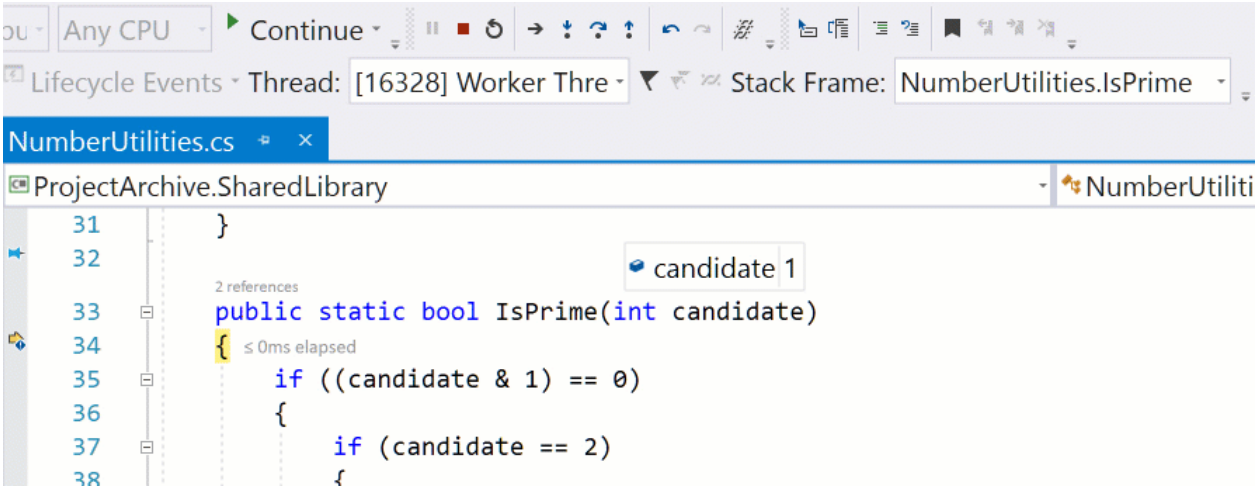 Any CPU Continue
Lifecycle Events Thread: [16328] Worker Thre Stack Frame: NumberUtilities.IsPrime
NumberUtilities.cs
ProjectArchive.SharedLibrary NumberUtiliti
31 }
32
candidate 1
2 references
33 public static bool IsPrime(int candidate)
34 { ≤ 0ms elapsed
35 if ((candidate & 1) == 0)
36 {
37 if (candidate == 2)
38 {